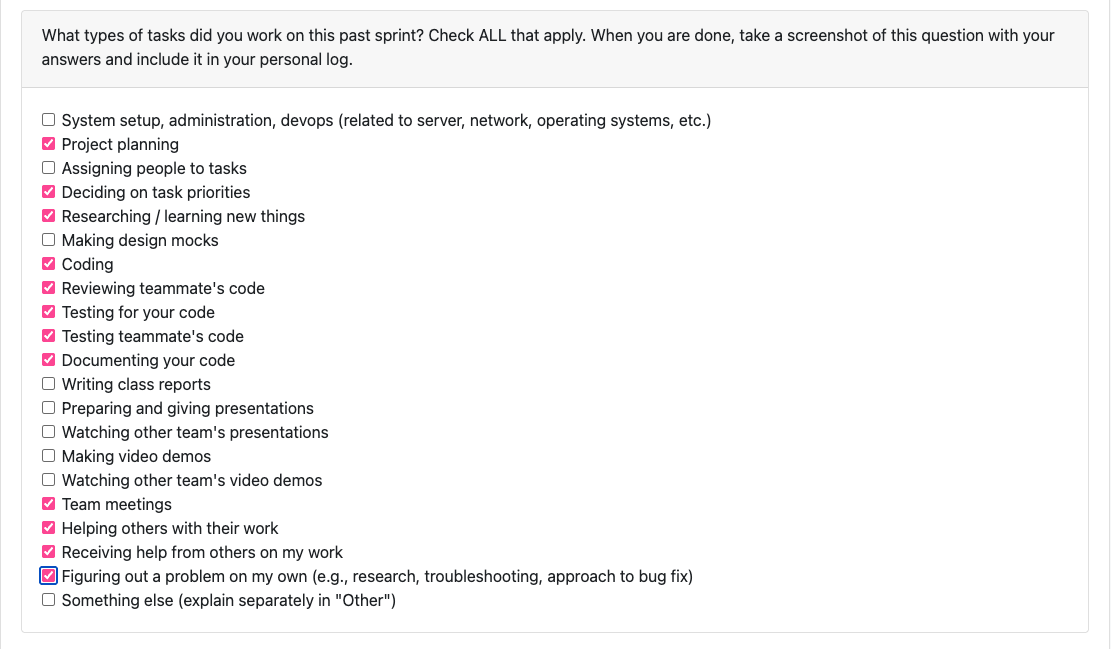 What types of tasks did you work on this past sprint? Check ALL that apply. When you are done, take a screenshot of this question with your
answers and include it in your personal log.
System setup, administration, devops (related to server, network, operating systems, etc.)
Project planning
Assigning people to tasks
Deciding on task priorities
Researching / learning new things
Making design mocks
Coding
Reviewing teammate's code
Testing for your code
Testing teammate's code
Documenting your code
Writing class reports
Preparing and giving presentations
Watching other team's presentations
Making video demos
Watching other team's video demos
Team meetings
Helping others with their work
Receiving help from others on my work
Figuring out a problem on my own (e.g., research, troubleshooting, approach to bug fix)
Something else (explain separately in "Other")